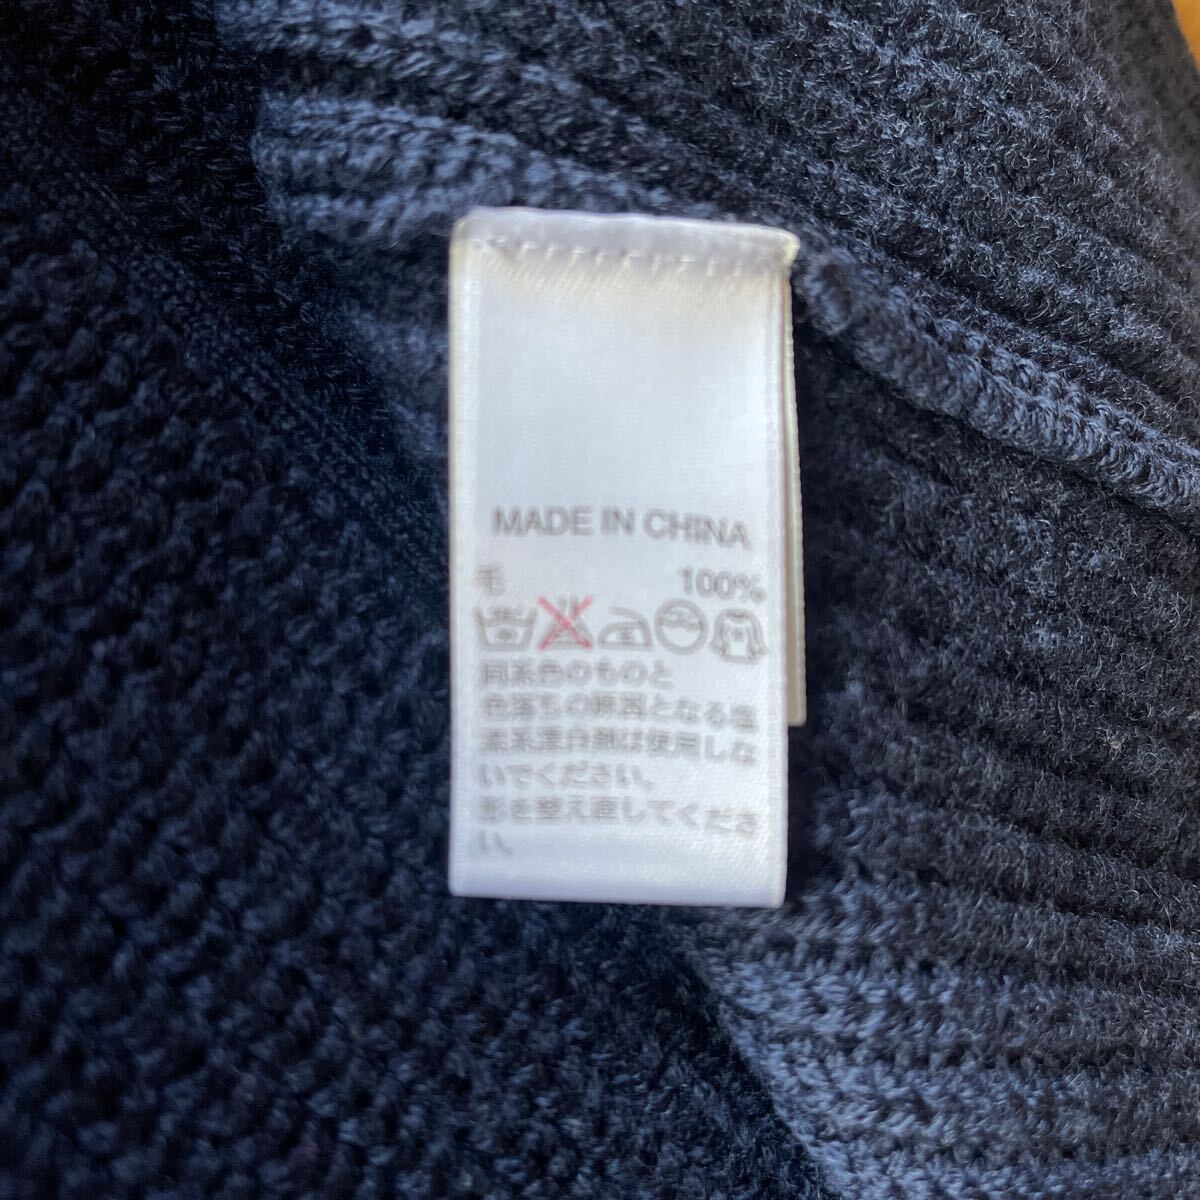 MADE IN CHINA
毛 100%
同系色のものと
色落ちの原因となる塩
素系漂白剤は使用しな
いでください。
形を整え直してくださ
い。